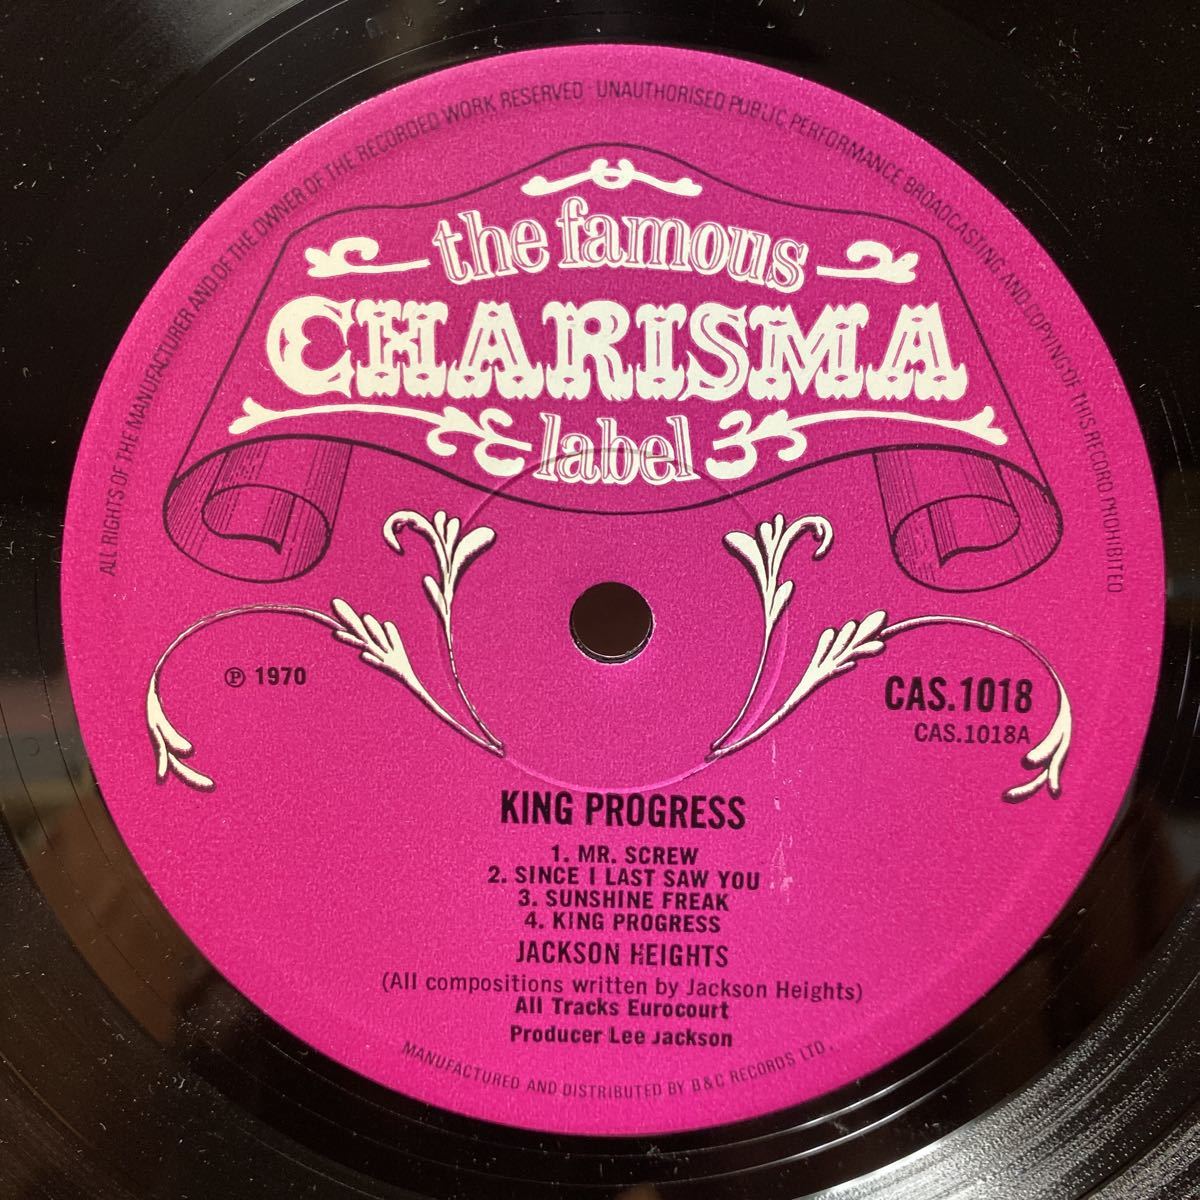 ALL RIGHTS OF THE MANUFACTURER AND OF THE OWNER OF THE RECORDED WORK RESERVED · UNAUTHORISED PUBLIC PERFORMANCE BROADCASTING AND COPYING OF THIS RECORD PROHIBITED
the famous
CHARISMA
label
℗ 1970
CAS.1018
CAS.1018A
KING PROGRESS
1. MR. SCREW
2. SINCE I LAST SAW YOU
3. SUNSHINE FREAK
4. KING PROGRESS
JACKSON HEIGHTS
(All compositions written by Jackson Heights)
All Tracks Eurocourt
Producer Lee Jackson
MANUFACTURED AND DISTRIBUTED BY B&C RECORDS LTD.